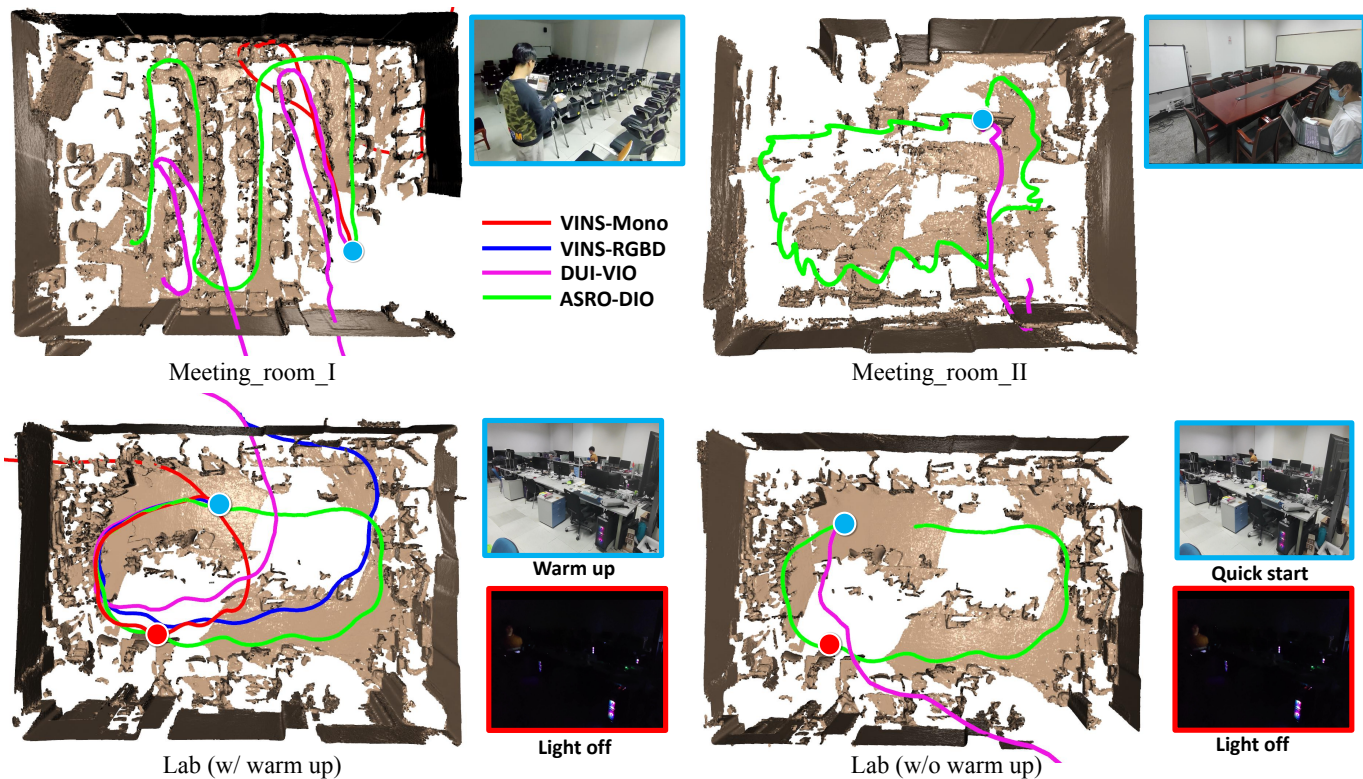 VINS-Mono
VINS-RGBD
DUI-VIO
ASRO-DIO
Meeting_room_I
Meeting_room_II
Warm up
Light off
Quick start
Light off
Lab (w/ warm up)
Lab (w/o warm up)